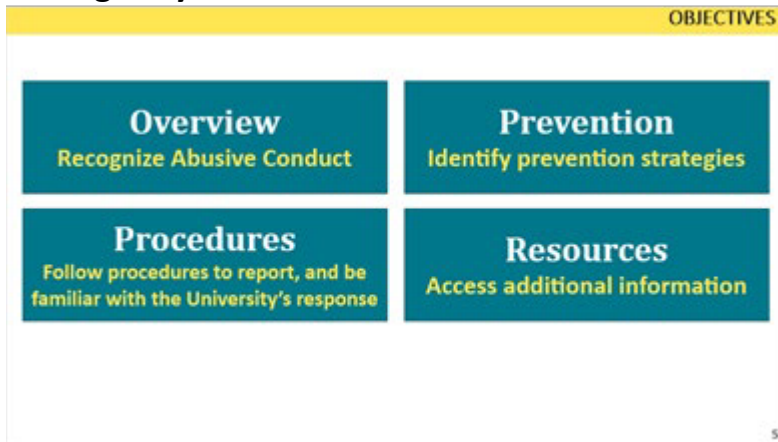 OBJECTIVES
Overview
Recognize Abusive Conduct
Prevention
Identify prevention strategies
Procedures
Follow procedures to report, and be
familiar with the University's response
Resources
Access additional information
5